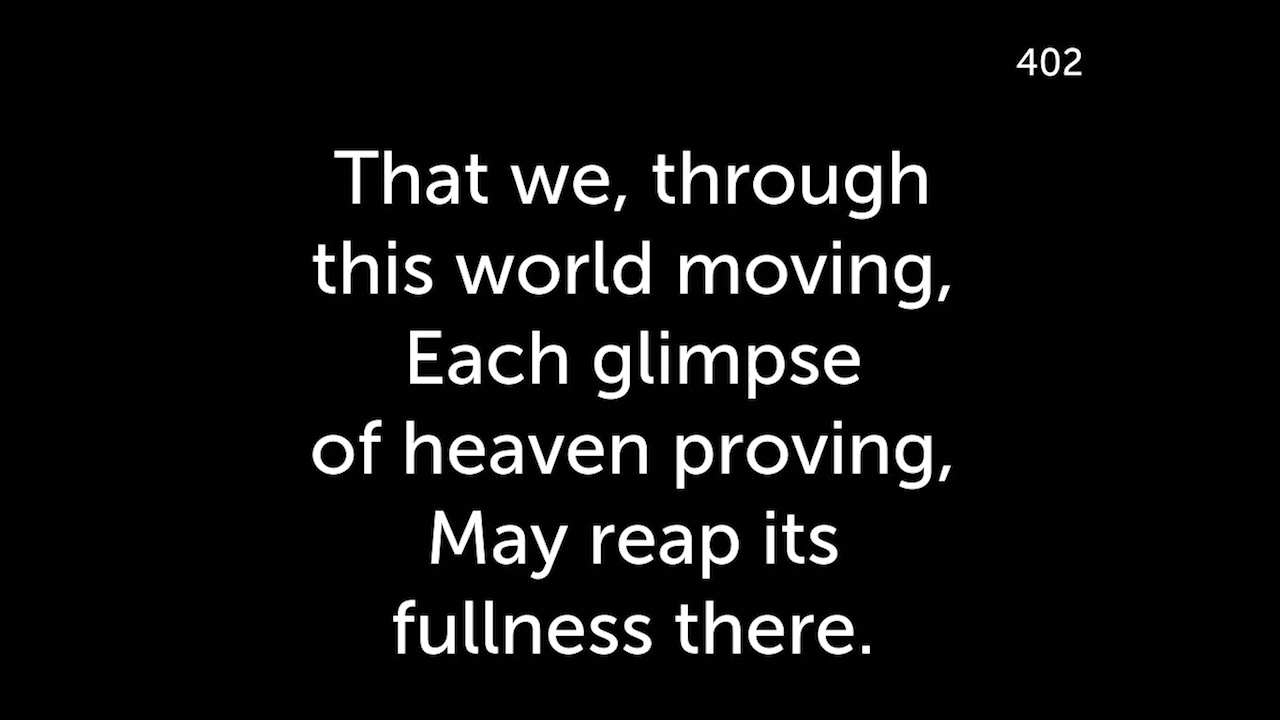 402
That we, through
this world moving,
Each glimpse
of heaven proving,
May reap its
fullness there.